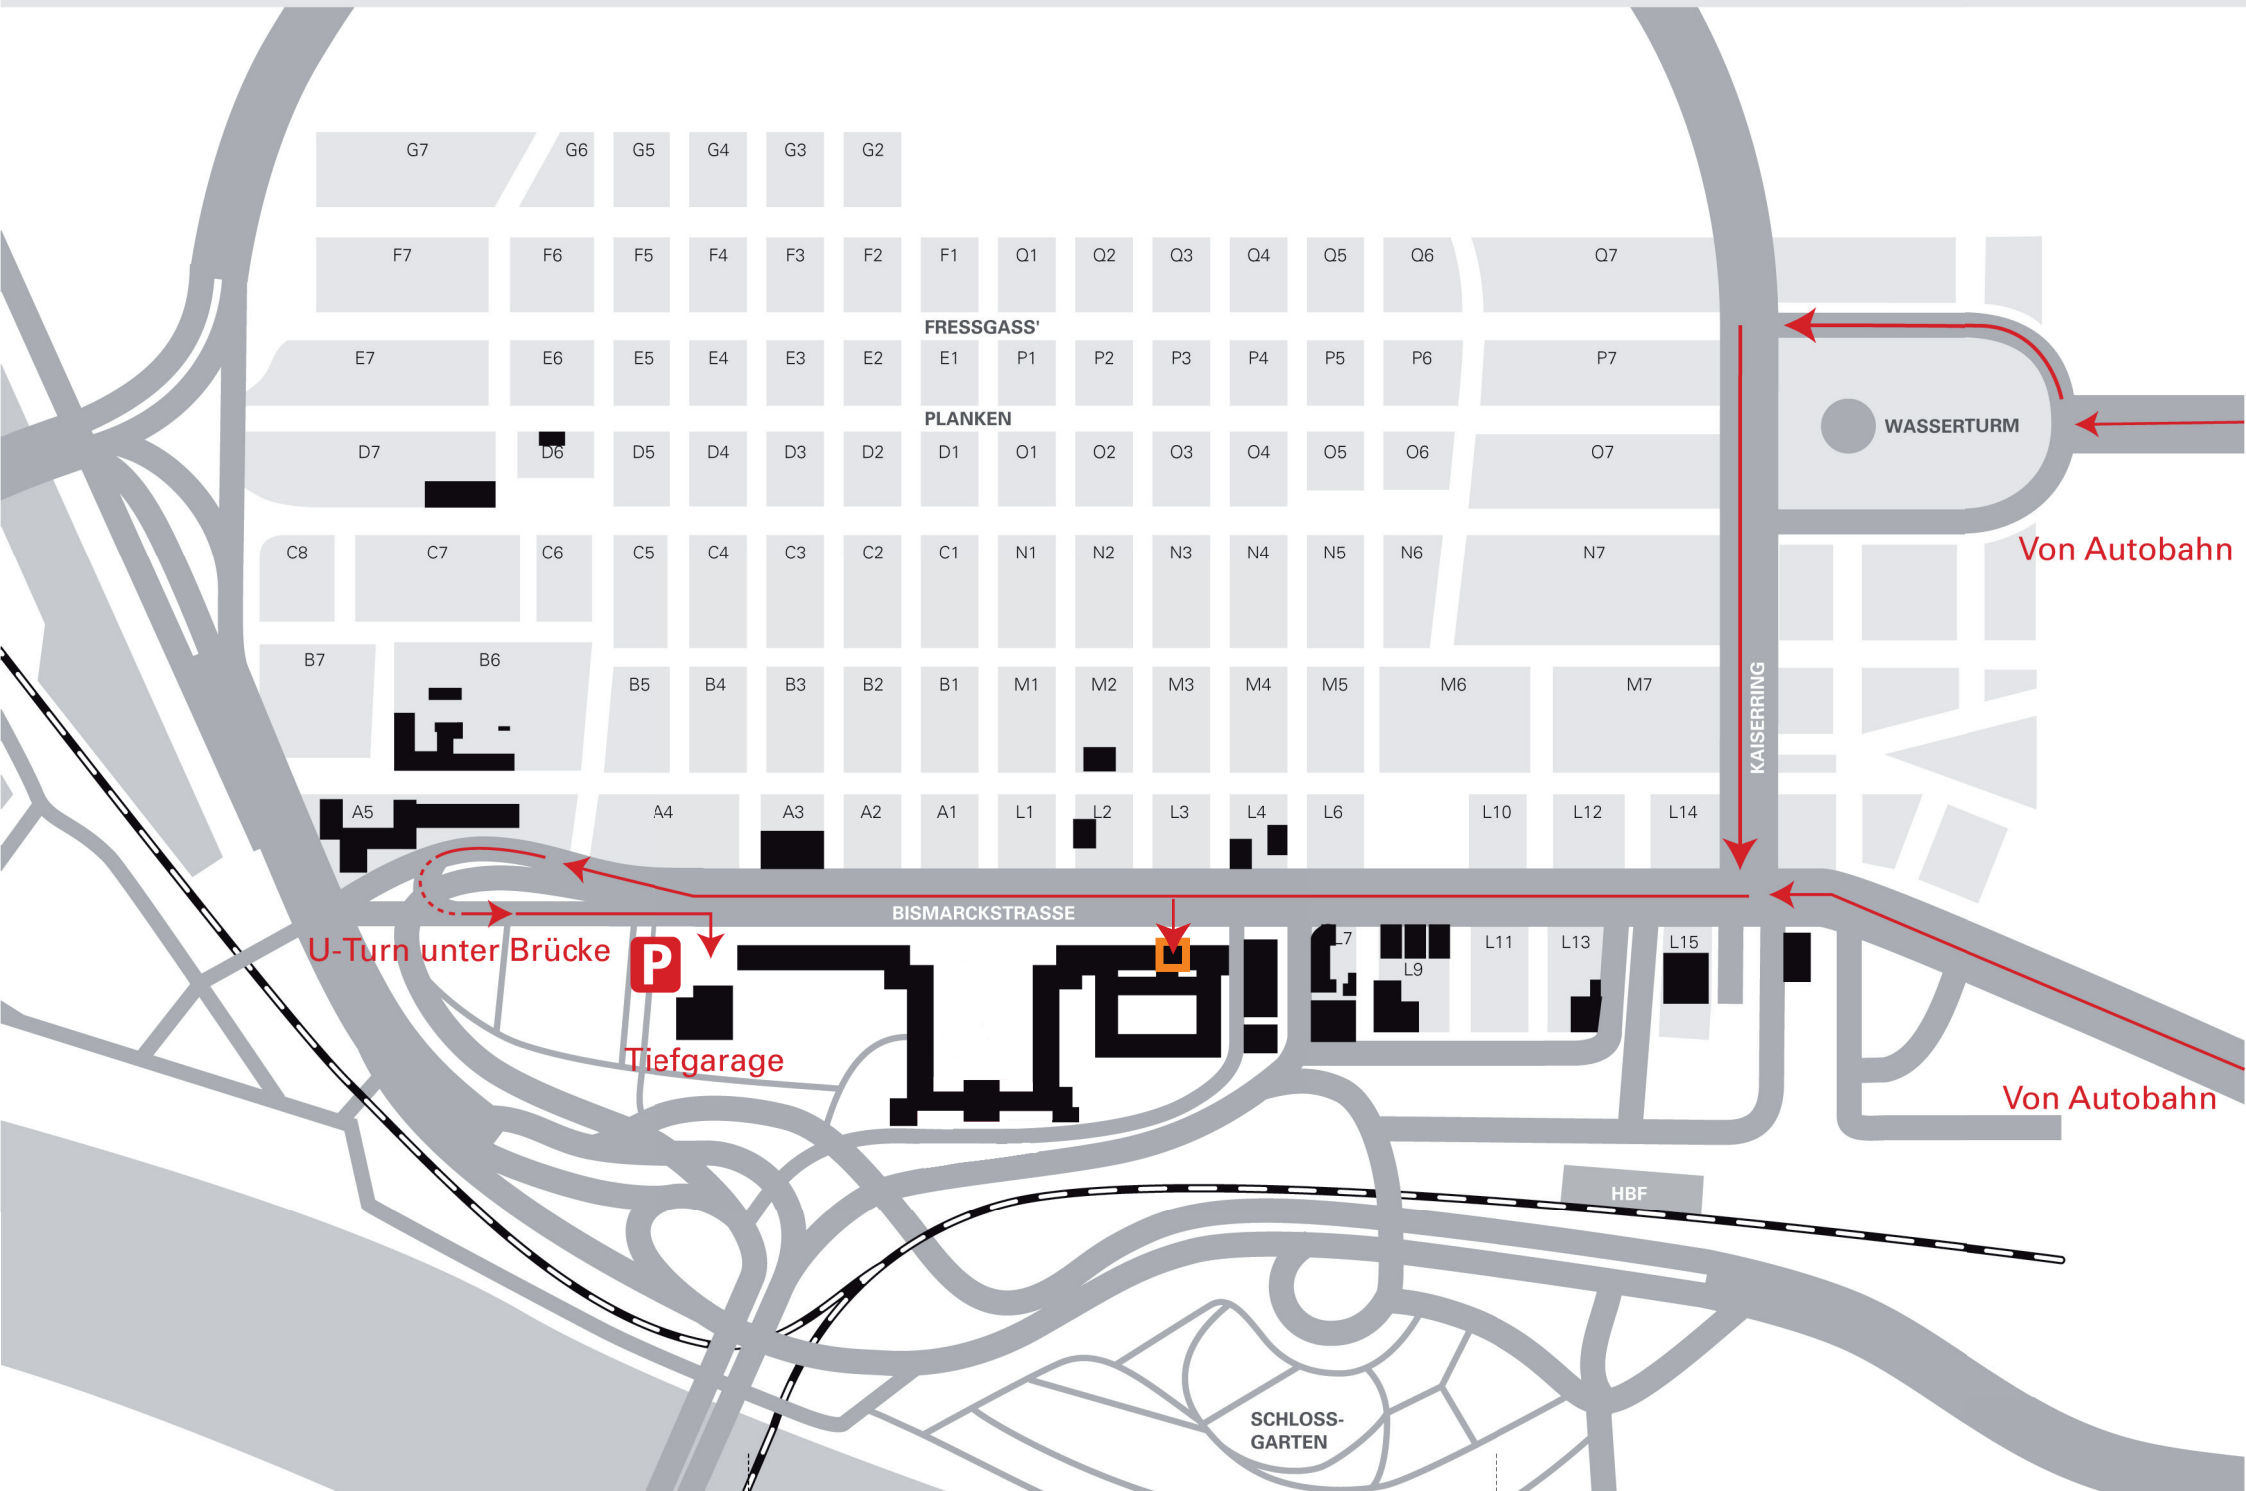 G7 G6 G5 G4 G3 G2
F7 F6 F5 F4 F3 F2 F1 Q1 Q2 Q3 Q4 Q5 Q6 Q7
FRESSGASS'
E7 E6 E5 E4 E3 E2 E1 P1 P2 P3 P4 P5 P6 P7
PLANKEN
WASSERTURM
D7 D6 D5 D4 D3 D2 D1 O1 O2 O3 O4 O5 O6 O7
Von Autobahn
C8 C7 C6 C5 C4 C3 C2 C1 N1 N2 N3 N4 N5 N6 N7
B7 B6
B5 B4 B3 B2 B1 M1 M2 M3 M4 M5 M6 M7
KAISERRING
A5 A4 A3 A2 A1 L1 L2 L3 L4 L6 L10 L12 L14
BISMARCKSTRASSE
U-Turn unter Brücke
P
L7 L9 L11 L13 L15
Tiefgarage
Von Autobahn
HBF
SCHLOSS-
GARTEN